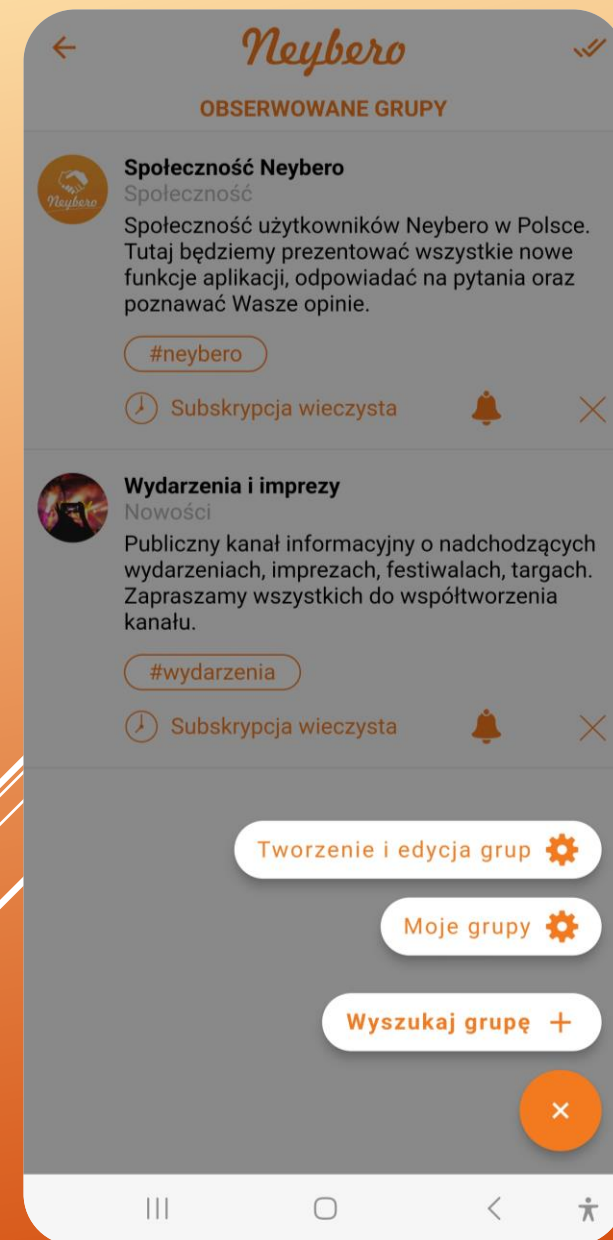 Neybero
OBSERWOWANE GRUPY
Neybero
Społeczność Neybero
Społeczność
Społeczność użytkowników Neybero w Polsce.
Tutaj będziemy prezentować wszystkie nowe
funkcje aplikacji, odpowiadać na pytania oraz
poznawać Wasze opinie.
#neybero
Subskrypcja wieczysta
Wydarzenia i imprezy
Nowości
Publiczny kanał informacyjny o nadchodzących
wydarzeniach, imprezach, festiwalach, targach.
Zapraszamy wszystkich do współtworzenia
kanału.
#wydarzenia
Subskrypcja wieczysta
Tworzenie i edycja grup
Moje grupy
Wyszukaj grupę +